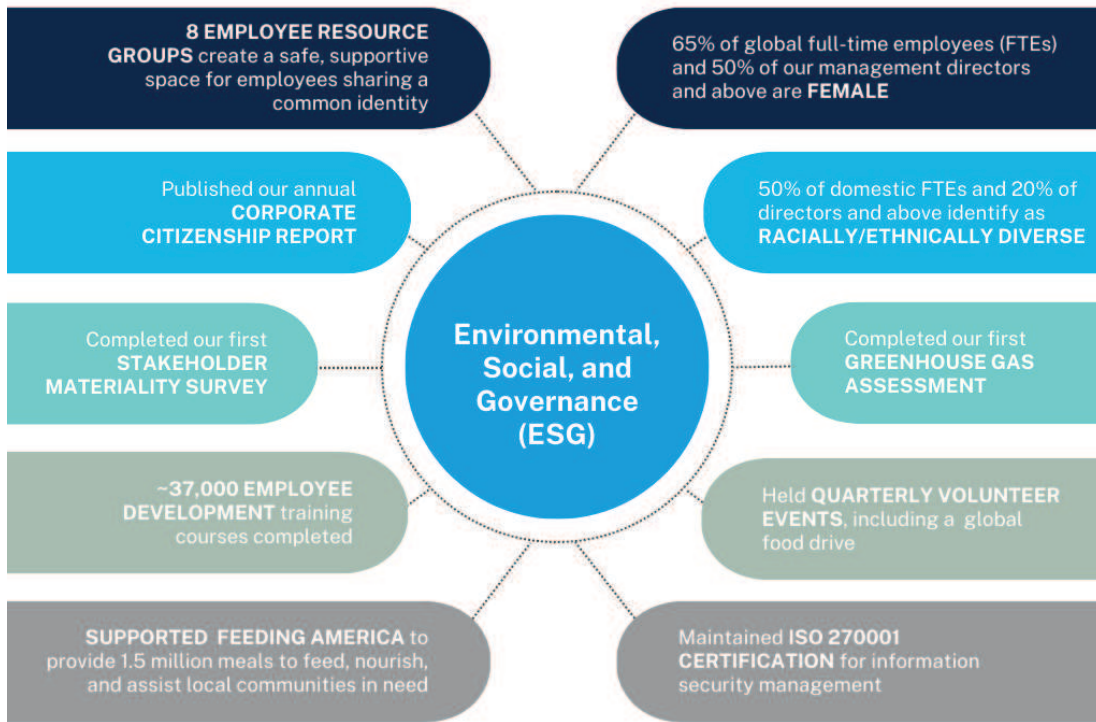 8 EMPLOYEE RESOURCE
GROUPS create a safe, supportive
space for employees sharing a
common identity
65% of global full-time employees (FTEs)
and 50% of our management directors
and above are FEMALE
Published our annual
CORPORATE
CITIZENSHIP REPORT
50% of domestic FTEs and 20% of
directors and above identify as
RACIALLY/ETHNICALLY DIVERSE
Completed our first
STAKEHOLDER
MATERIALITY SURVEY
Environmental,
Social, and
Governance
(ESG)
Completed our first
GREENHOUSE GAS
ASSESSMENT
~37,000 EMPLOYEE
DEVELOPMENT training
courses completed
Held QUARTERLY VOLUNTEER
EVENTS, including a global
food drive
SUPPORTED FEEDING AMERICA to
provide 1.5 million meals to feed, nourish,
and assist local communities in need
Maintained ISO 270001
CERTIFICATION for information
security management